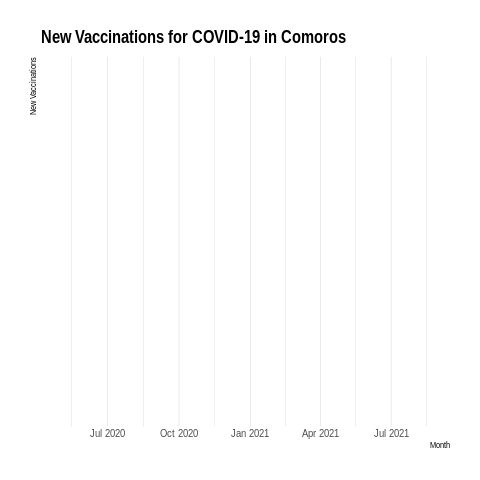 New Vaccinations for COVID-19 in Comoros
New Vaccinations
Jul 2020 Oct 2020 Jan 2021 Apr 2021 Jul 2021
Month